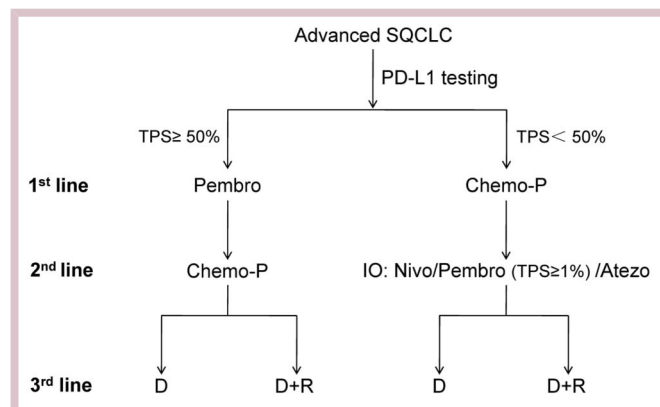 Advanced SQCLC
PD-L1 testing
TPS≥ 50% TPS< 50%
1st line Pembro Chemo-P
2nd line Chemo-P IO: Nivo/Pembro (TPS≥1%) /Atezo
3rd line D D+R D D+R